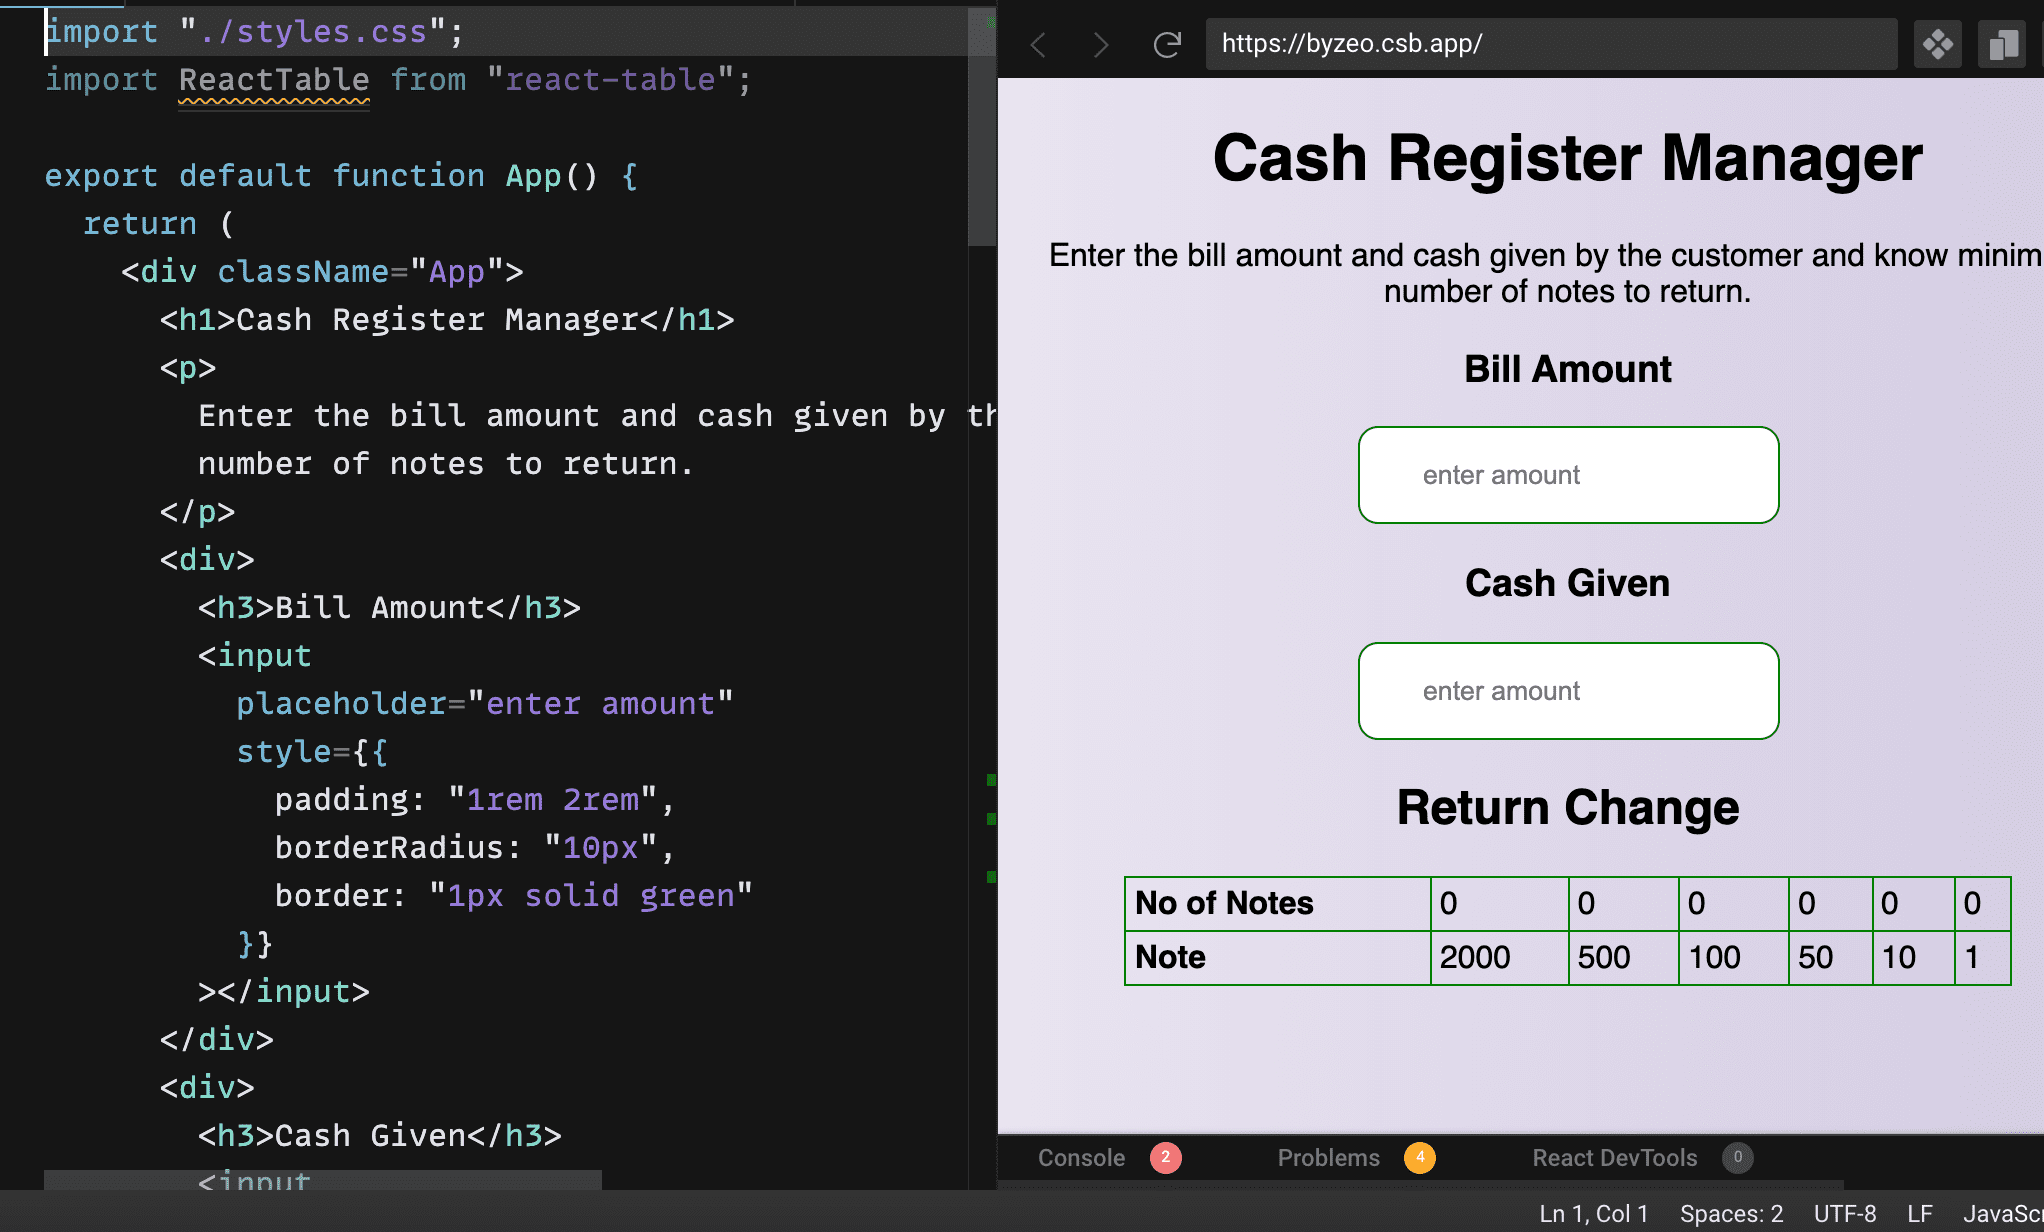 import "./styles.css";
import ReactTable from "react-table";
export default function App() {
return (
<div className="App">
<h1>Cash Register Manager</h1>
<p>
Enter the bill amount and cash given by th
number of notes to return.
</p>
<div>
<h3>Bill Amount</h3>
<input
placeholder="enter amount"
style={{
padding: "1rem 2rem",
borderRadius: "10px",
border: "1px solid green"
}}
></input>
</div>
<div>
<h3>Cash Given</h3>
<input
https://byzeo.csb.app/
Cash Register Manager
Enter the bill amount and cash given by the customer and know minim
number of notes to return.
Bill Amount
enter amount
Cash Given
enter amount
Return Change
No of Notes 0 0 0 0 0 0
Note 2000 500 100 50 10 1
Console 2 Problems 4 React DevTools 0
Ln 1, Col 1 Spaces: 2 UTF-8 LF JavaScr